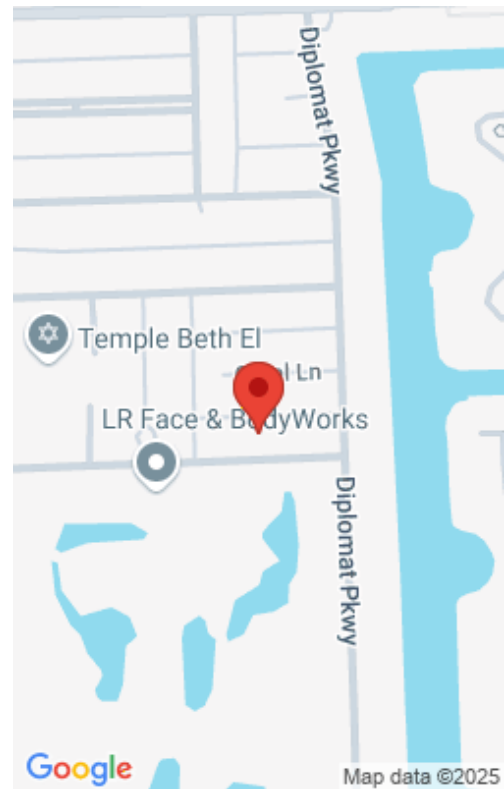 Diplomat Pkwy
Temple Beth El
Ln
LR Face & BodyWorks
Diplomat Pkwy
Google
Map data ©2025